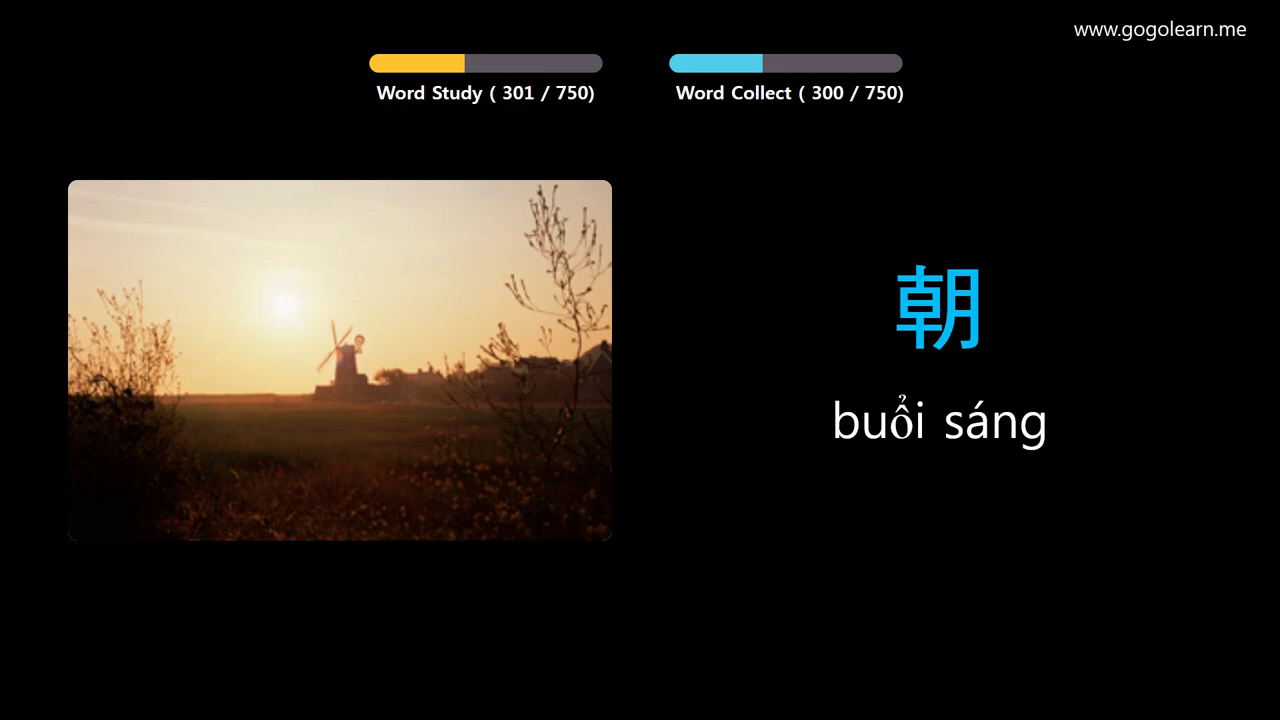 www.gogolearn.me
Word Study ( 301 / 750)
Word Collect ( 300 / 750)
朝
buổi sáng